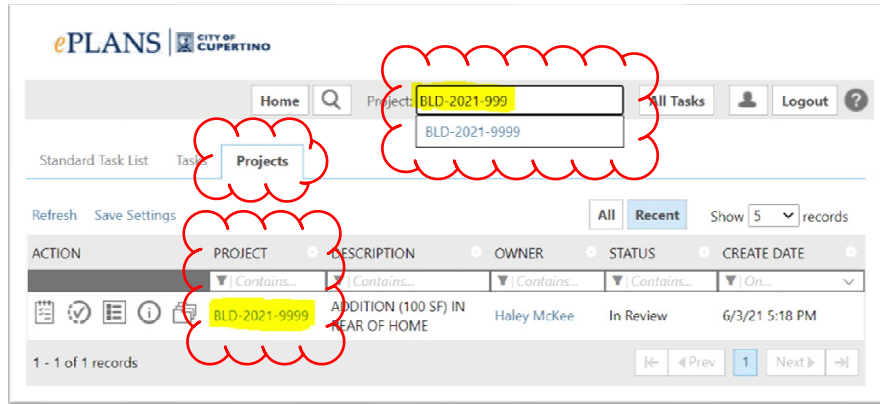 ePLANS CITY OF CUPERTINO
Home Project: BLD-2021-999 All Tasks Logout ?
BLD-2021-9999
Standard Task List Tasks Projects
Refresh Save Settings All Recent Show 5 records
ACTION PROJECT DESCRIPTION OWNER STATUS CREATE DATE
Contains... Contains... Contains... Contains... On...
BLD-2021-9999 ADDITION (100 SF) IN REAR OF HOME Haley McKee In Review 6/3/21 5:18 PM
1 - 1 of 1 records Prev 1 Next